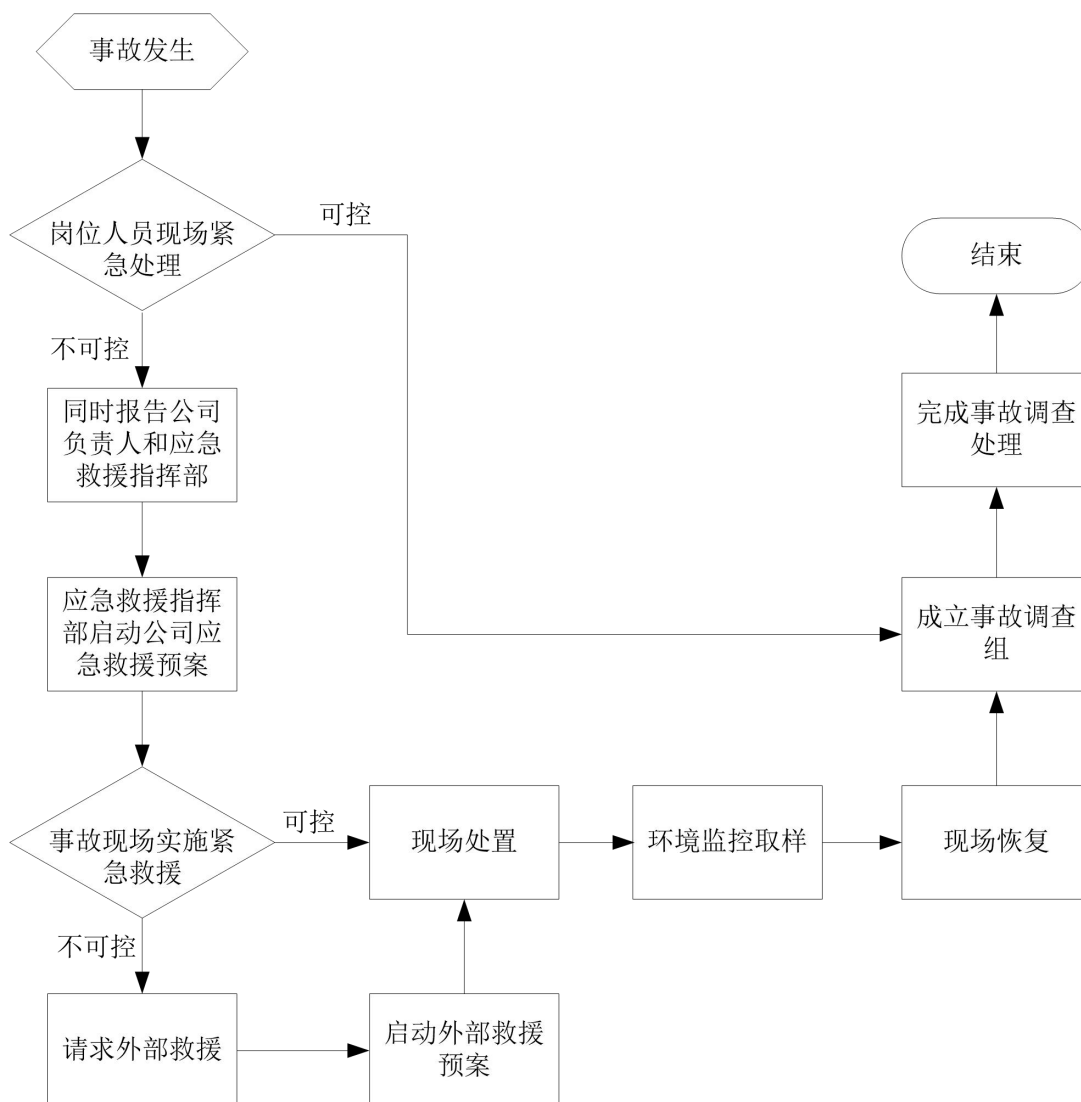 事故发生
岗位人员现场紧
急处理
可控
不可控
同时报告公司
负责人和应急
救援指挥部
应急救援指挥
部启动公司应
急救援预案
事故现场实施紧
急救援
可控
不可控
请求外部救援
启动外部救援
预案
现场处置
环境监控取样
现场恢复
成立事故调查
组
完成事故调查
处理
结束